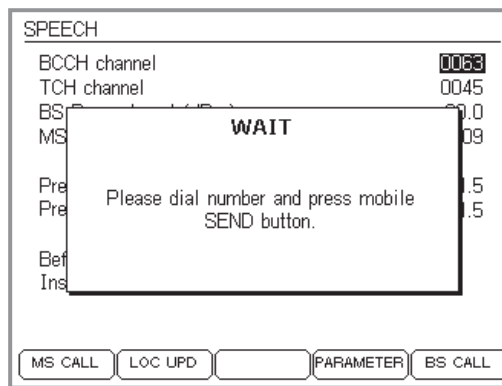 SPEECH
BCCH channel 0063
TCH channel 0045
BS
MS 09
WAIT
Please dial number and press mobile
SEND button.
Pre .5
Pre .5
Bef
Ins
MS CALL LOC UPD PARAMETER BS CALL